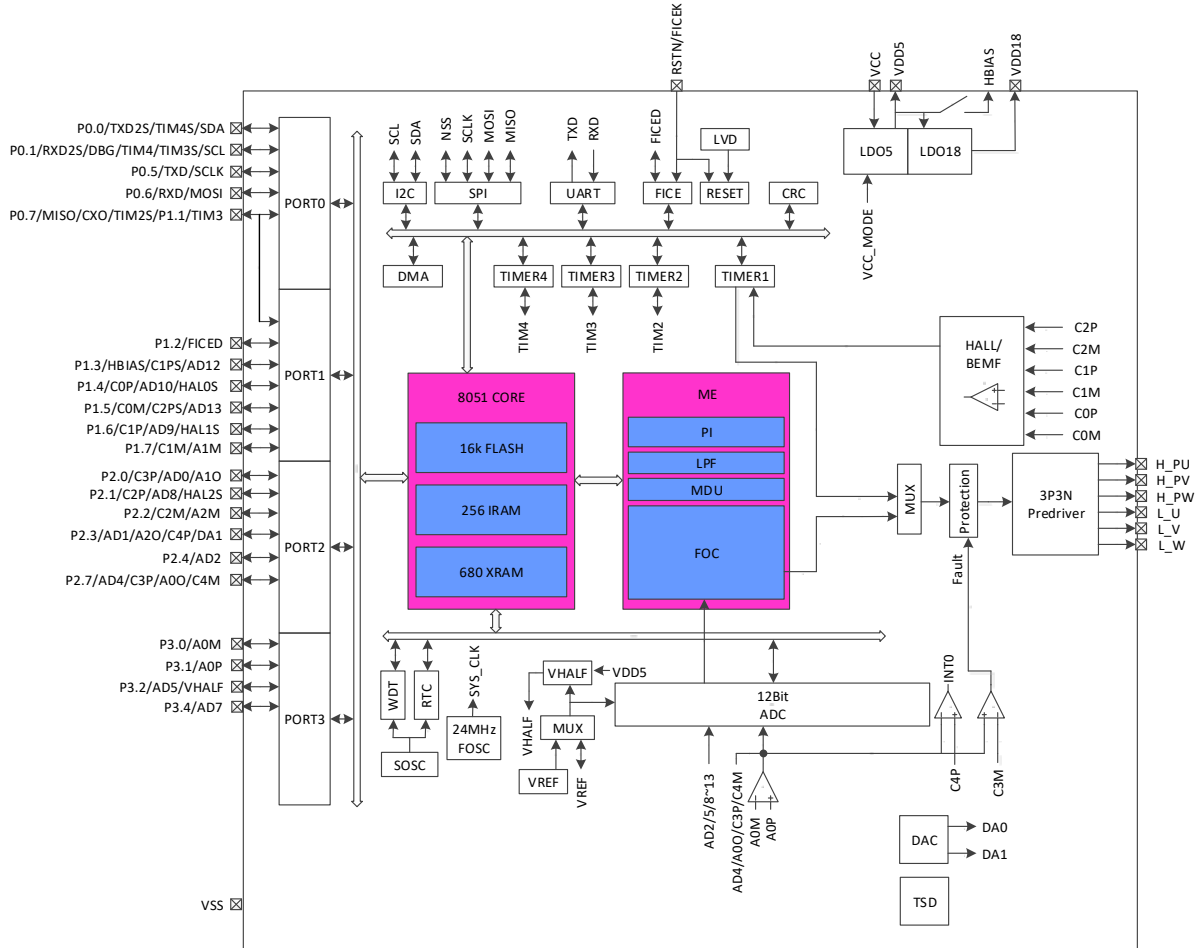 RSTN/FICEK
VCC
VDD5
HBIAS
VDD18
P0.0/TXD2S/TIM4S/SDA
P0.1/RXD2S/DBG/TIM4/TIM3S/SCL
P0.5/TXD/SCLK
P0.6/RXD/MOSI
P0.7/MISO/CXO/TIM2S/P1.1/TIM3
PORT0
SCL
SDA
NSS
SCLK
MOSI
MISO
TXD
RXD
FICED
LVD
I2C
SPI
UART
FICE
RESET
CRC
LDO5
LDO18
VCC_MODE
DMA
TIMER4
TIMER3
TIMER2
TIMER1
TIM4
TIM3
TIM2
P1.2/FICED
P1.3/HBIAS/C1PS/AD12
P1.4/C0P/AD10/HAL0S
P1.5/C0M/C2PS/AD13
P1.6/C1P/AD9/HAL1S
P1.7/C1M/A1M
PORT1
HALL/
BEMF
C2P
C2M
C1P
C1M
C0P
C0M
8051 CORE
16k FLASH
256 IRAM
680 XRAM
ME
PI
LPF
MDU
FOC
P2.0/C3P/AD0/A1O
P2.1/C2P/AD8/HAL2S
P2.2/C2M/A2M
P2.3/AD1/A2O/C4P/DA1
P2.4/AD2
P2.7/AD4/C3P/A0O/C4M
PORT2
MUX
Protection
Fault
3P3N
Predriver
H_PU
H_PV
H_PW
L_U
L_V
L_W
P3.0/A0M
P3.1/A0P
P3.2/AD5/VHALF
P3.4/AD7
PORT3
WDT
RTC
SOSC
SYS_CLK
24MHz
FOSC
VHALF
VDD5
VHALF
MUX
VREF
VREF
12Bit
ADC
INT0
AD2/5/8~13
AD4/A0O/C3P/C4M
A0M
A0P
C4P
C3M
DAC
DA0
DA1
TSD
VSS